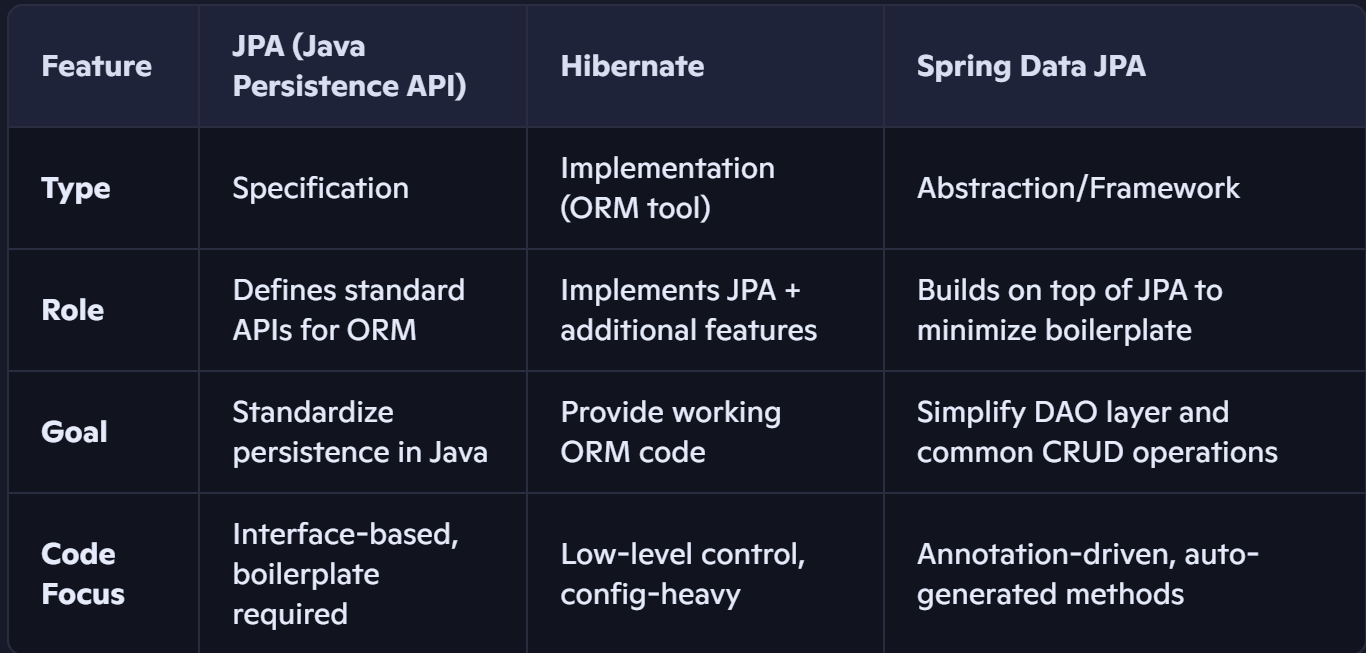 Feature
JPA (Java
Persistence API)
Hibernate
Spring Data JPA
Type
Specification
Implementation
(ORM tool)
Abstraction/Framework
Role
Defines standard
APIs for ORM
Implements JPA +
additional features
Builds on top of JPA to
minimize boilerplate
Goal
Standardize
persistence in Java
Provide working
ORM code
Simplify DAO layer and
common CRUD operations
Code
Focus
Interface-based,
boilerplate
required
Low-level control,
config-heavy
Annotation-driven, auto-
generated methods